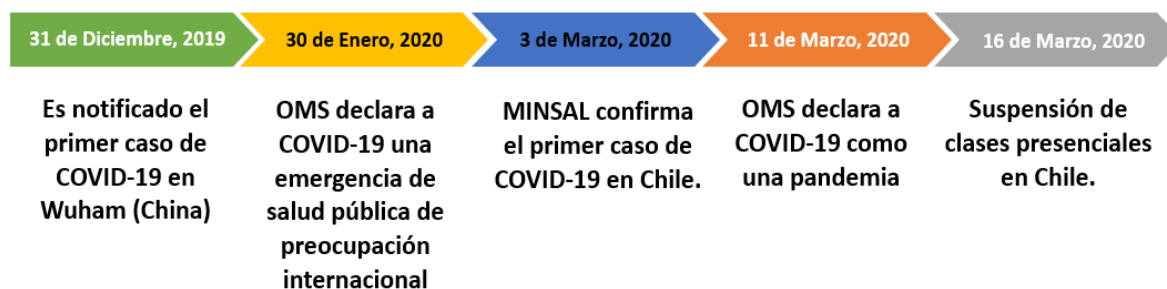 31 de Diciembre, 2019
30 de Enero, 2020
3 de Marzo, 2020
11 de Marzo, 2020
16 de Marzo, 2020
Es notificado el
primer caso de
COVID-19 en
Wuham (China)
OMS declara a
COVID-19 una
emergencia de
salud pública de
preocupación
internacional
MINSAL confirma
el primer caso de
COVID-19 en Chile.
OMS declara a
COVID-19 como
una pandemia
Suspensión de
clases presenciales
en Chile.